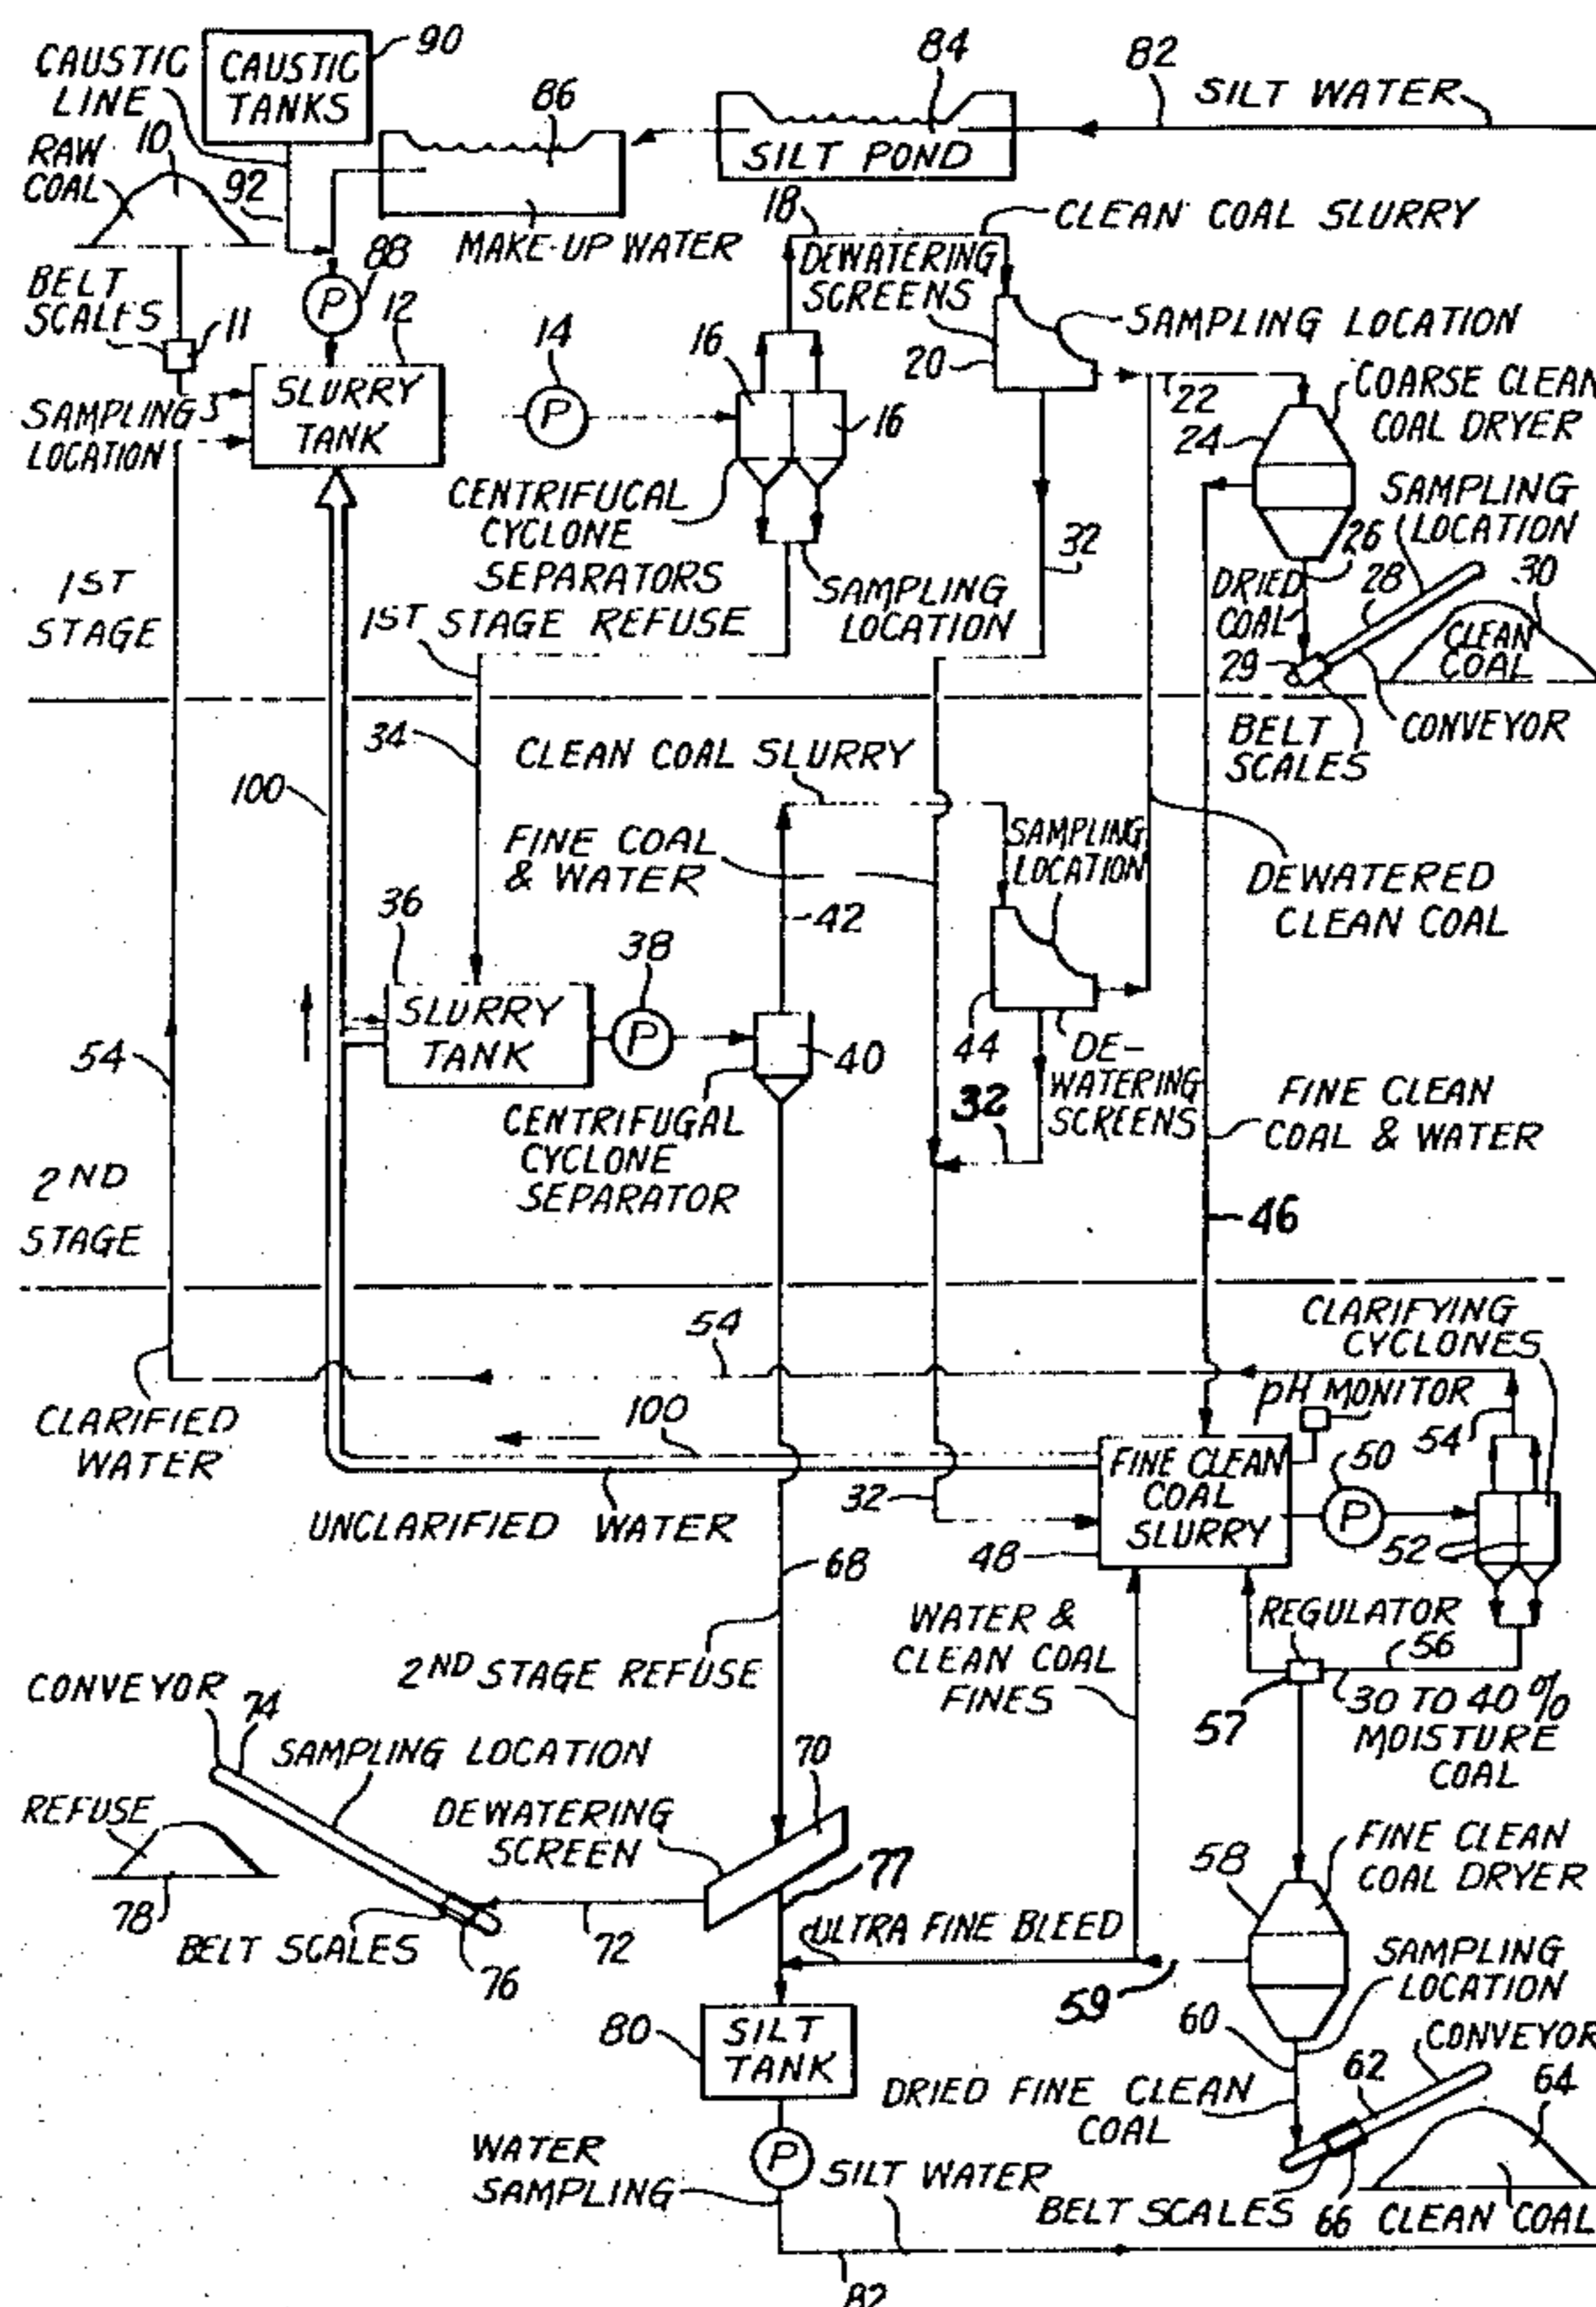 CAUSTIC LINE
CAUSTIC TANKS
90
RAW COAL
10
92
86
MAKE-UP WATER
84
SILT POND
82
SILT WATER
BELT SCALES
11
P
88
12
SLURRY TANK
SAMPLING LOCATION
14
P
16
16
CENTRIFUCAL CYCLONE SEPARATORS
18
CLEAN COAL SLURRY
DEWATERING SCREENS
20
SAMPLING LOCATION
22
24
COARSE CLEAN COAL DRYER
SAMPLING LOCATION
26
28
30
DRIED COAL
29
CLEAN COAL
BELT SCALES
CONVEYOR
32
SAMPLING LOCATION
1ST STAGE
1ST STAGE REFUSE
34
100
CLEAN COAL SLURRY
FINE COAL & WATER
42
SAMPLING LOCATION
DEWATERED CLEAN COAL
36
SLURRY TANK
38
P
40
CENTRIFUGAL CYCLONE SEPARATOR
44
DE-WATERING SCREENS
32
FINE CLEAN COAL & WATER
46
54
2ND STAGE
CLARIFIED WATER
54
100
UNCLARIFIED WATER
CLARIFYING CYCLONES
pH MONITOR
54
FINE CLEAN COAL SLURRY
50
P
52
32
48
68
2ND STAGE REFUSE
WATER & CLEAN COAL FINES
REGULATOR
56
57
30 TO 40% MOISTURE COAL
CONVEYOR
74
SAMPLING LOCATION
REFUSE
78
DEWATERING SCREEN
70
77
BELT SCALES
76
72
ULTRA FINE BLEED
59
58
FINE CLEAN COAL DRYER
SAMPLING LOCATION
60
CONVEYOR
62
64
80
SILT TANK
DRIED FINE CLEAN COAL
P
WATER SAMPLING
SILT WATER
BELT SCALES
66
CLEAN COAL
82